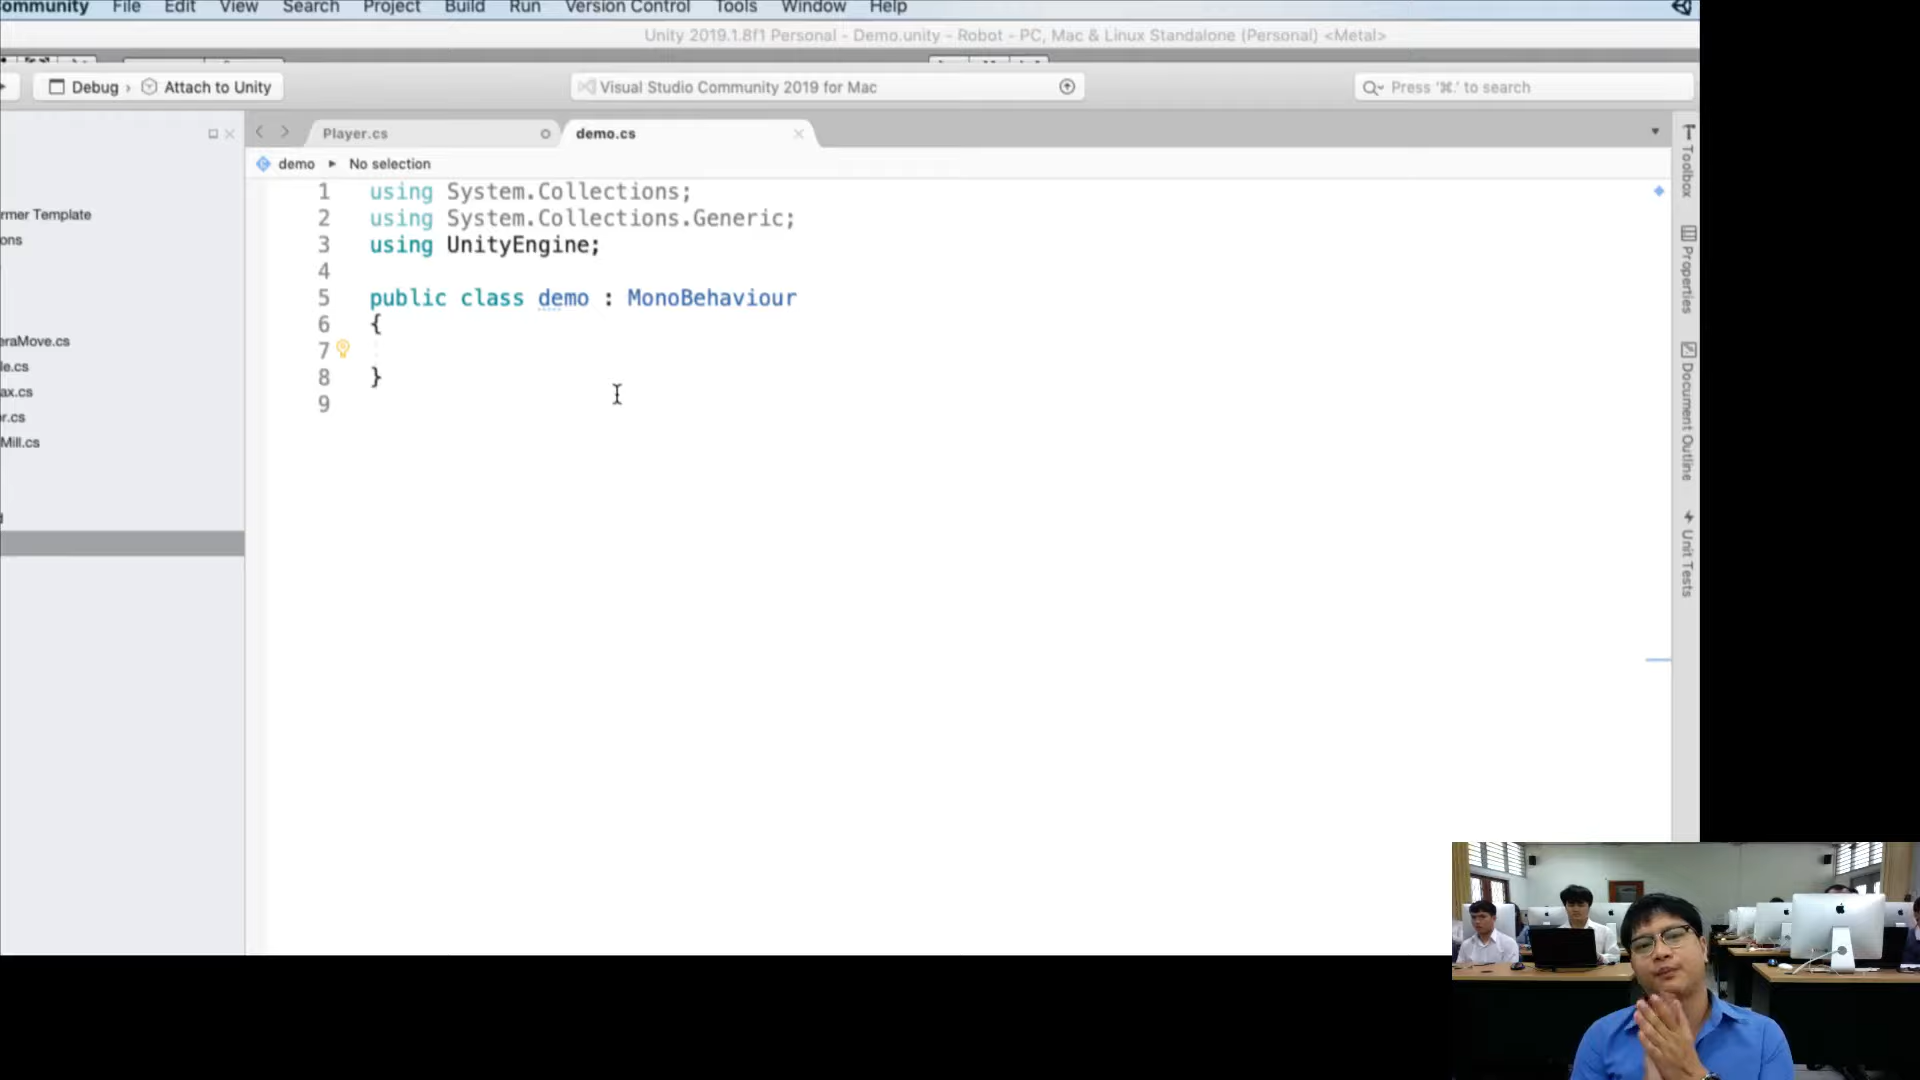 ommunity File Edit View Search Project Build Run Version Control Tools Window Help
Unity 2019.1.8f1 Personal - Demo.unity - Robot - PC, Mac & Linux Standalone (Personal) <Metal>
Debug › Attach to Unity
Visual Studio Community 2019 for Mac
Press '⌘.' to search
Player.cs
demo.cs
demo ▸ No selection
rmer Template
ons
eraMove.cs
le.cs
ax.cs
r.cs
Mill.cs
1 using System.Collections;
2 using System.Collections.Generic;
3 using UnityEngine;
4
5 public class demo : MonoBehaviour
6 {
7
8 }
9
Toolbox
Properties
Document Outline
Unit Tests